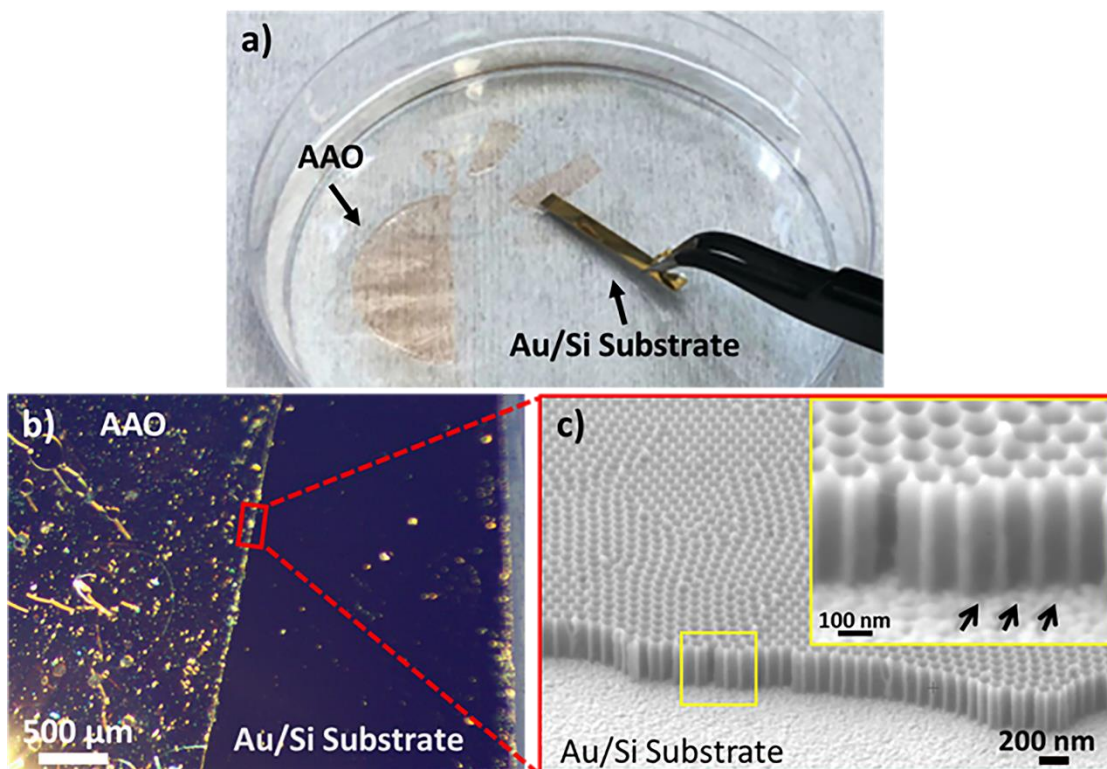 a)
AAO
Au/Si Substrate
b)
AAO
500 µm
Au/Si Substrate
c)
100 nm
Au/Si Substrate
200 nm